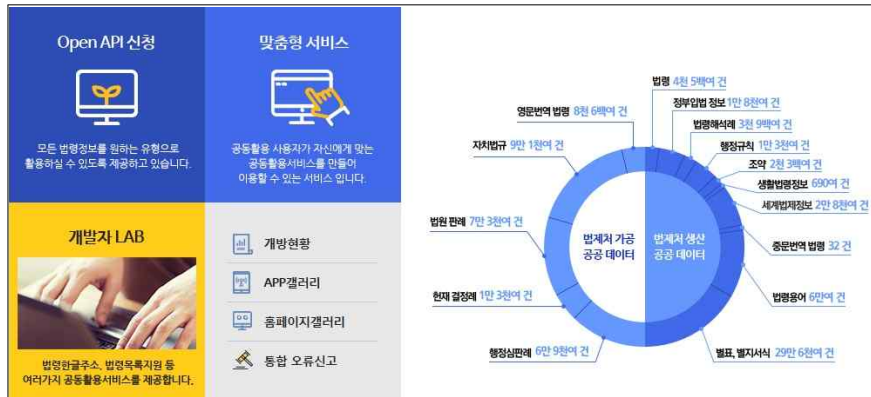 Open API 신청
모든 법령정보를 원하는 유형으로
활용하실 수 있도록 제공하고 있습니다.
맞춤형 서비스
공동활용 사용자가 자신에게 맞는
공동활용서비스를 만들어
이용할 수 있는 서비스 입니다.
개발자 LAB
법령한글주소, 법령목록지원 등
여러가지 공동활용서비스를 제공합니다.
개방현황
APP갤러리
홈페이지갤러리
통합 오류신고
법령 4천 5백여 건
정부입법 정보 1만 8천여 건
법령해석례 3천 9백여 건
행정규칙 1만 3천여 건
조약 2천 3백여 건
생활법령정보 690여 건
세계법제정보 2만 8천여 건
중문번역 법령 32 건
법령용어 6만여 건
별표, 별지서식 29만 6천여 건
영문번역 법령 8천 6백여 건
자치법규 9만 1천여 건
법원 판례 7만 3천여 건
헌재 결정례 1만 3천여 건
행정심판례 6만 9천여 건
법제처 가공
공공 데이터
법제처 생산
공공 데이터